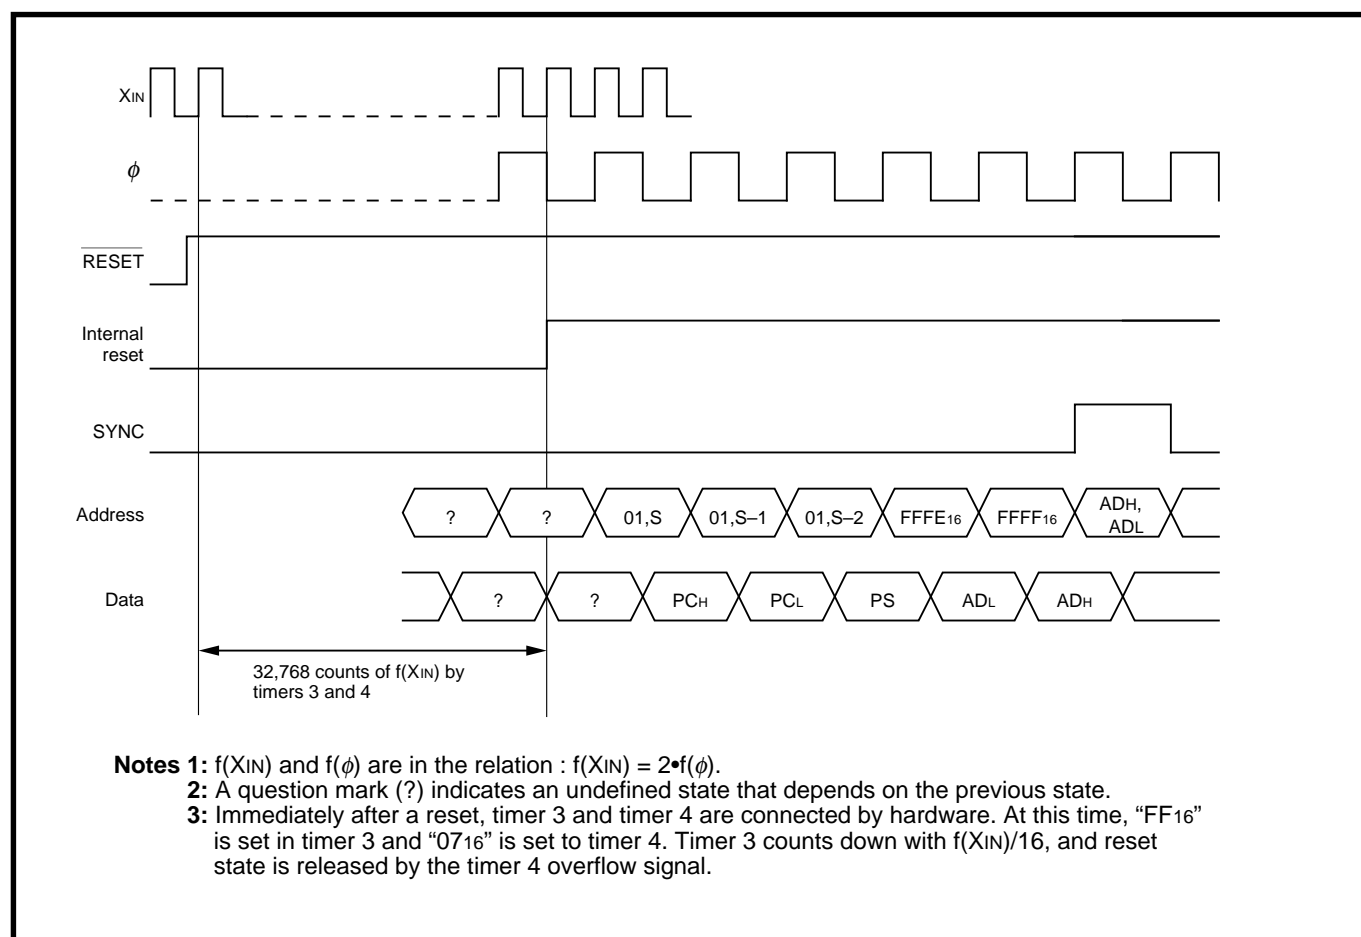 XIN
ϕ
RESET
Internal
reset
SYNC
Address
? ? 01,S 01,S–1 01,S–2 FFFE16 FFFF16 ADH,
ADL
Data
? ? PCH PCL PS ADL ADH
32,768 counts of f(XIN) by
timers 3 and 4
Notes 1: f(XIN) and f(ϕ) are in the relation : f(XIN) = 2•f(ϕ).
2: A question mark (?) indicates an undefined state that depends on the previous state.
3: Immediately after a reset, timer 3 and timer 4 are connected by hardware. At this time, “FF16”
is set in timer 3 and “0716” is set to timer 4. Timer 3 counts down with f(XIN)/16, and reset
state is released by the timer 4 overflow signal.